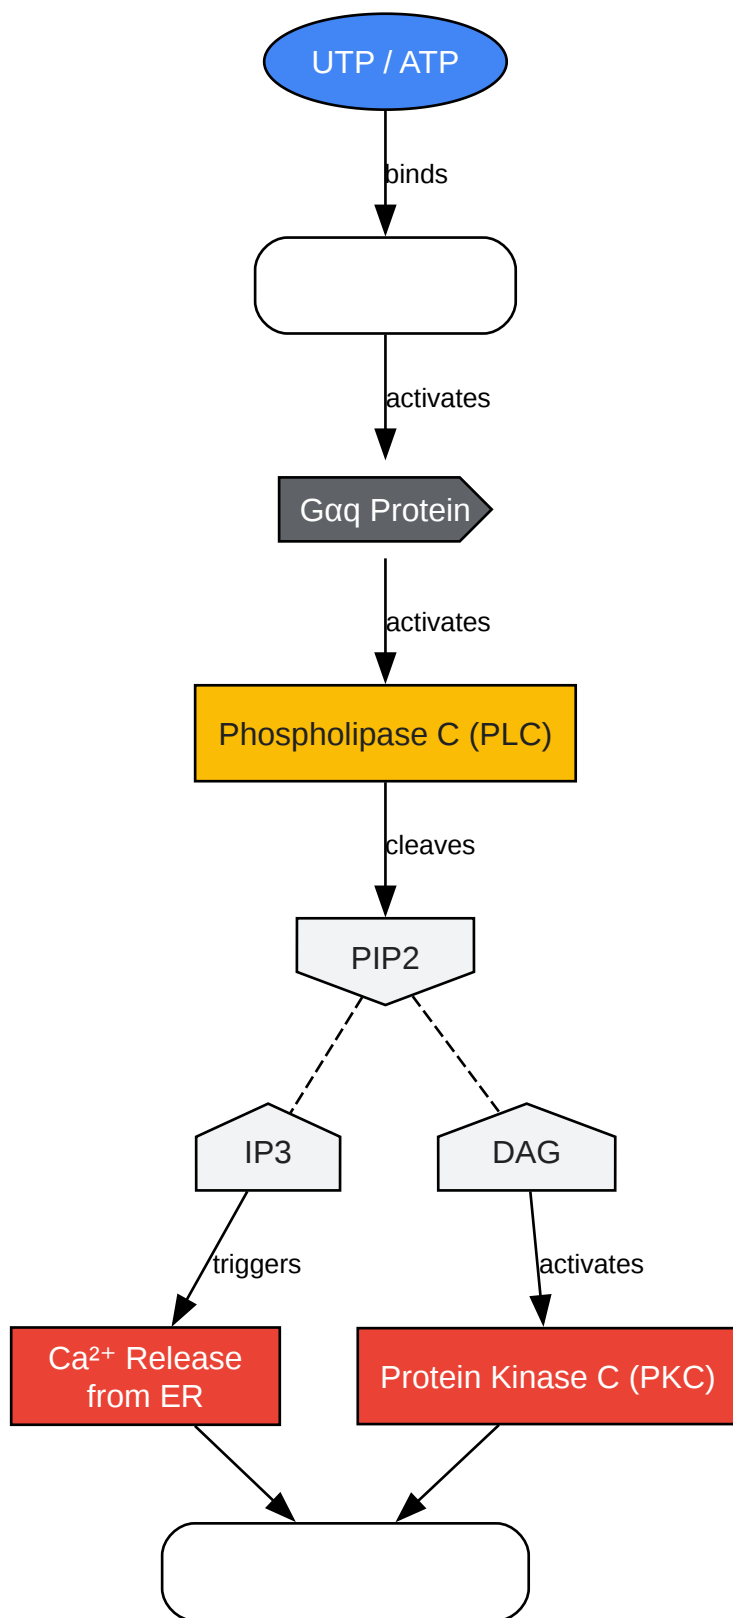 UTP / ATP
binds
activates
Gαq Protein
activates
Phospholipase C (PLC)
cleaves
PIP2
IP3
DAG
triggers
activates
Ca²⁺ Release
from ER
Protein Kinase C (PKC)